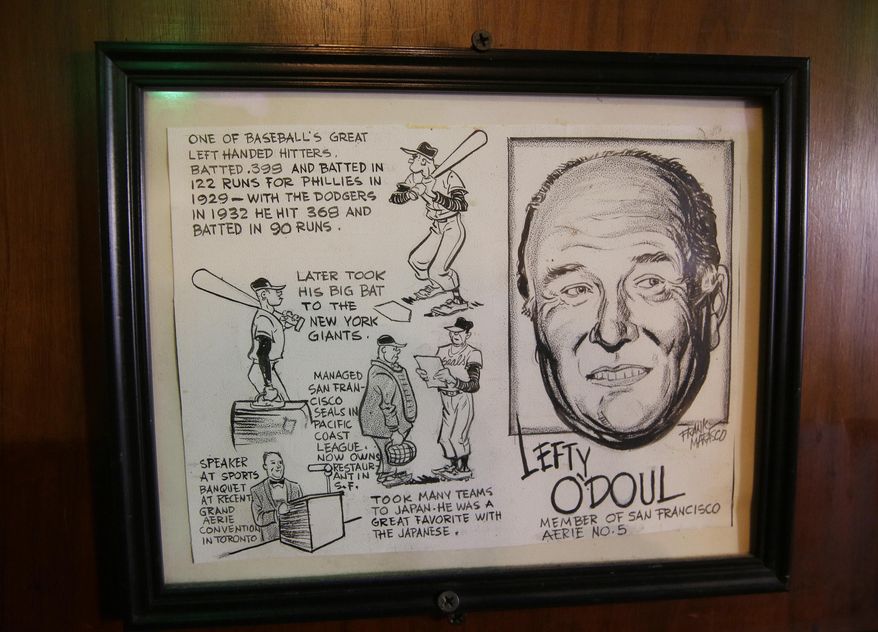 ONE OF BASEBALL'S GREAT
LEFT HANDED HITTERS.
BATTED .399 AND BATTED IN
122 RUNS FOR PHILLIES IN
1929 — WITH THE DODGERS
IN 1932 HE HIT 368 AND
BATTED IN 90 RUNS.
LATER TOOK
HIS BIG BAT
TO THE
NEW YORK
GIANTS.
MANAGED
SAN FRAN-
CISCO
SEALS IN
PACIFIC
COAST
LEAGUE.
NOW OWNS
RESTAUR-
ANT IN
S.F.
Seals
SPEAKER
AT SPORTS
BANQUET
AT RECENT
GRAND
AERIE
CONVENTION
IN TORONTO
TOOK MANY TEAMS
TO JAPAN. HE WAS A
GREAT FAVORITE WITH
THE JAPANESE.
FRANK
MARASCO
LEFTY
O'DOUL
MEMBER OF SAN FRANCISCO
AERIE NO. 5